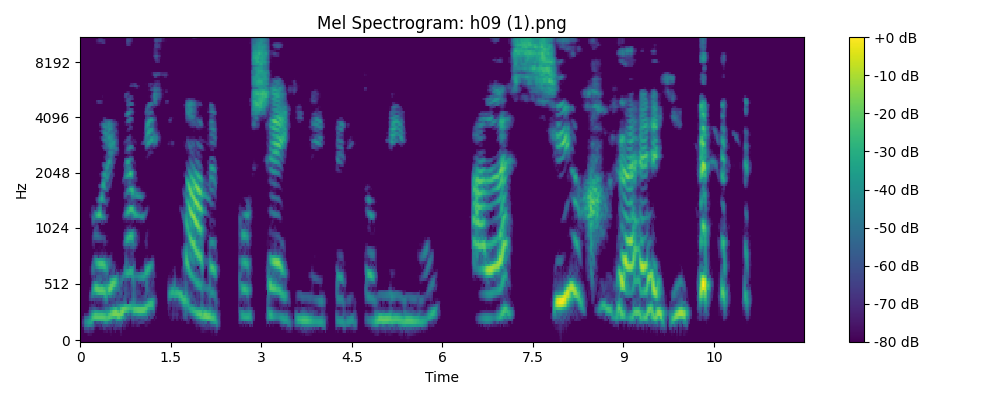 Mel Spectrogram: h09 (1).png
Hz
8192
4096
2048
1024
512
0
0 1.5 3 4.5 6 7.5 9 10
Time
+0 dB
-10 dB
-20 dB
-30 dB
-40 dB
-50 dB
-60 dB
-70 dB
-80 dB